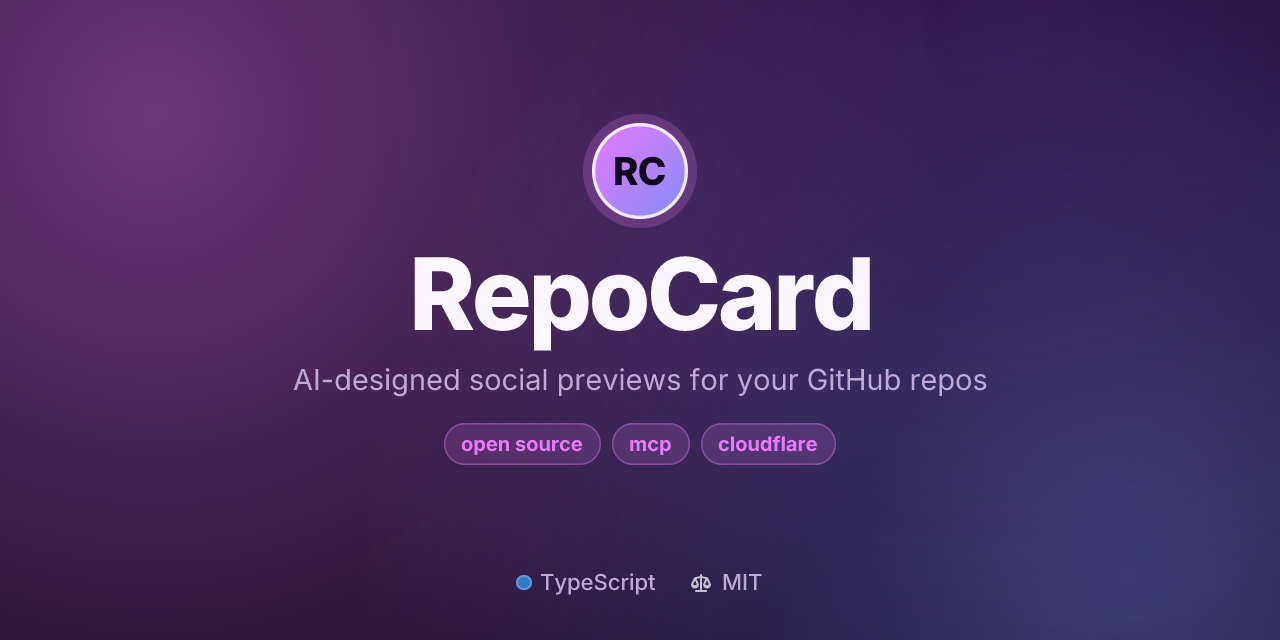 RC
RepoCard
AI-designed social previews for your GitHub repos
open source mcp cloudflare
TypeScript MIT